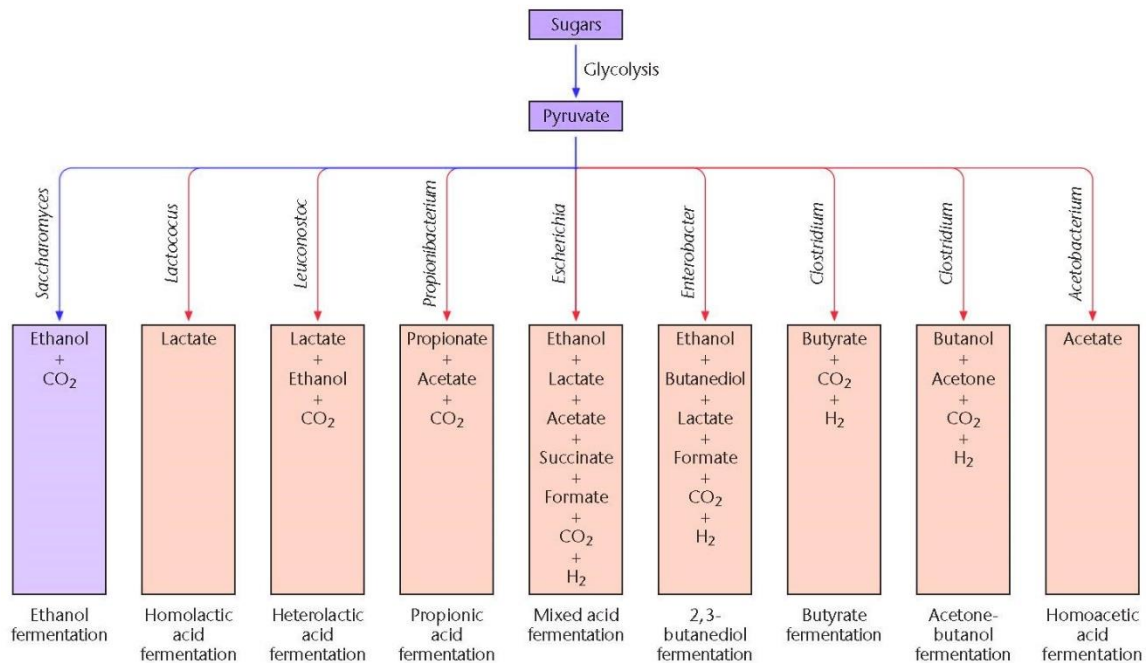 Sugars
Glycolysis
Pyruvate
Saccharomyces
Lactococcus
Leuconostoc
Propionibacterium
Escherichia
Enterobacter
Clostridium
Clostridium
Acetobacterium
Ethanol
+
CO₂
Lactate
Lactate
+
Ethanol
+
CO₂
Propionate
+
Acetate
+
CO₂
Ethanol
+
Lactate
+
Acetate
+
Succinate
+
Formate
+
CO₂
+
H₂
Ethanol
+
Butanediol
+
Lactate
+
Formate
+
CO₂
+
H₂
Butyrate
+
CO₂
+
H₂
Butanol
+
Acetone
+
CO₂
+
H₂
Acetate
Ethanol
fermentation
Homolactic
acid
fermentation
Heterolactic
acid
fermentation
Propionic
acid
fermentation
Mixed acid
fermentation
2,3-
butanediol
fermentation
Butyrate
fermentation
Acetone-
butanol
fermentation
Homoacetic
acid
fermentation